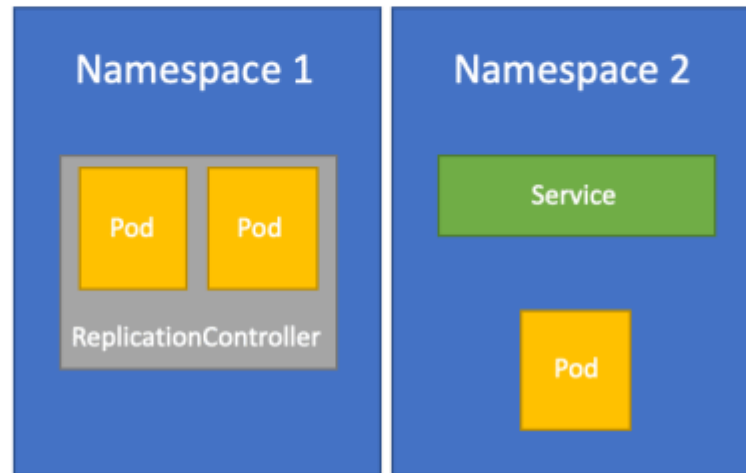 Namespace 1
Pod
Pod
ReplicationController
Namespace 2
Service
Pod